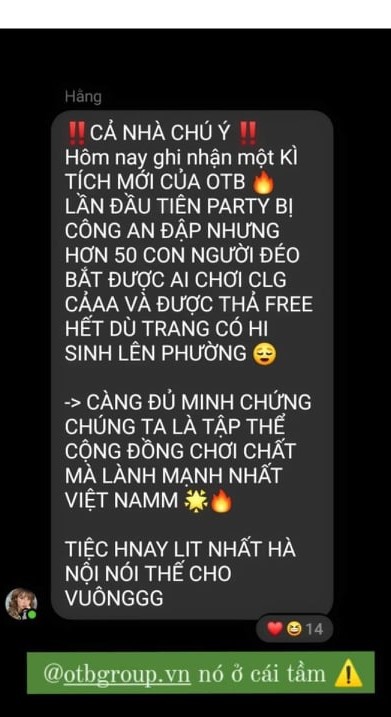 Hằng
‼️CẢ NHÀ CHÚ Ý ‼️
Hôm nay ghi nhận một KÌ
TÍCH MỚI CỦA OTB 🔥
LẦN ĐẦU TIÊN PARTY BỊ
CÔNG AN ĐẬP NHƯNG
HƠN 50 CON NGƯỜI ĐÉO
BẮT ĐƯỢC AI CHƠI CLG
CẢAA VÀ ĐƯỢC THẢ FREE
HẾT DÙ TRANG CÓ HI
SINH LÊN PHƯỜNG 😌
-> CÀNG ĐỦ MINH CHỨNG
CHÚNG TA LÀ TẬP THỂ
CỘNG ĐỒNG CHƠI CHẤT
MÀ LÀNH MẠNH NHẤT
VIỆT NAMM 🌟🔥
TIỆC HNAY LIT NHẤT HÀ
NỘI NÓI THẾ CHO
VUÔNGGG
❤️😆 14
@otbgroup.vn nó ở cái tầm ⚠️